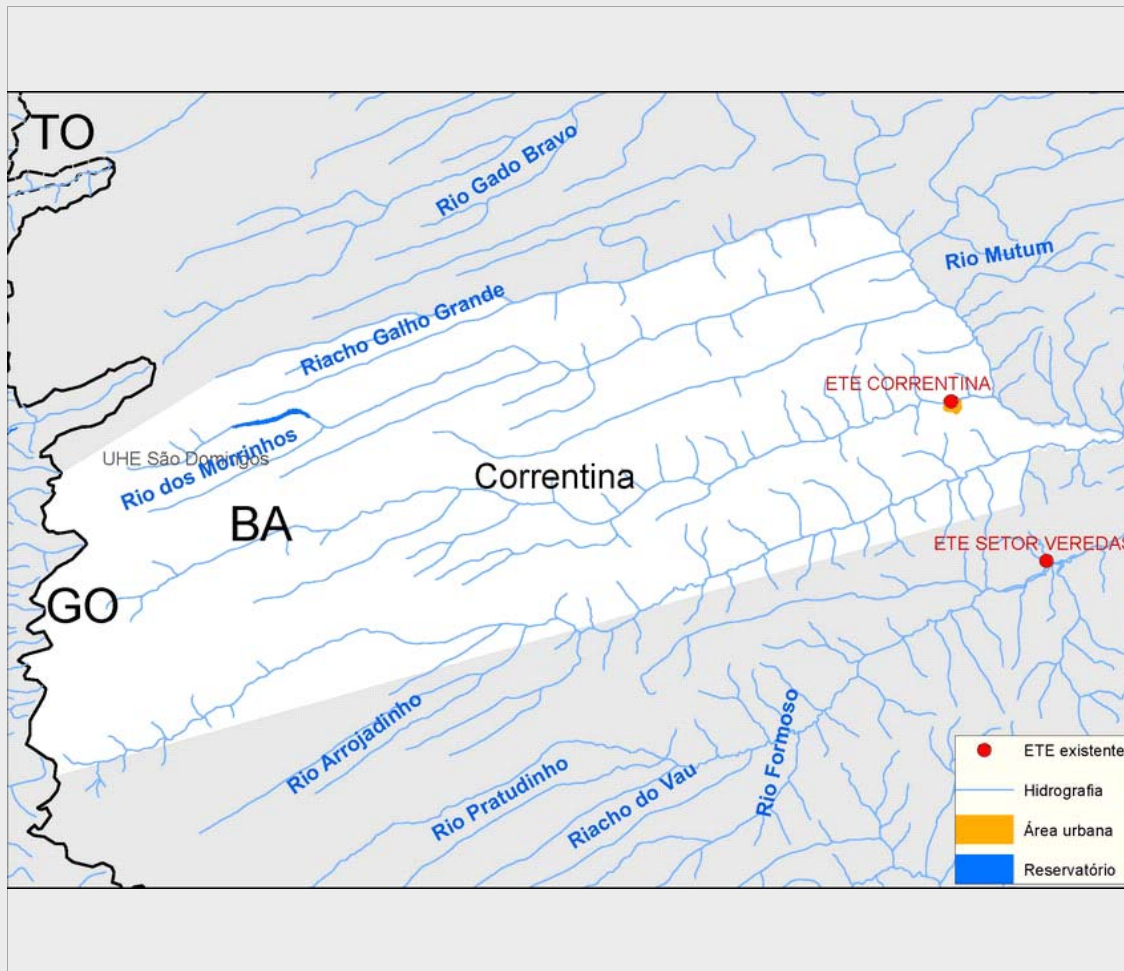 TO
Rio Gado Bravo
Rio Mutum
Riacho Galho Grande
ETE CORRENTINA
UHE São Domingos
Rio dos Morrinhos
Correntina
BA
ETE SETOR VEREDAS
GO
Rio Arrojadinho
Rio Formoso
Rio Pratudinho
Riacho do Vau
ETE existente
Hidrografia
Área urbana
Reservatório